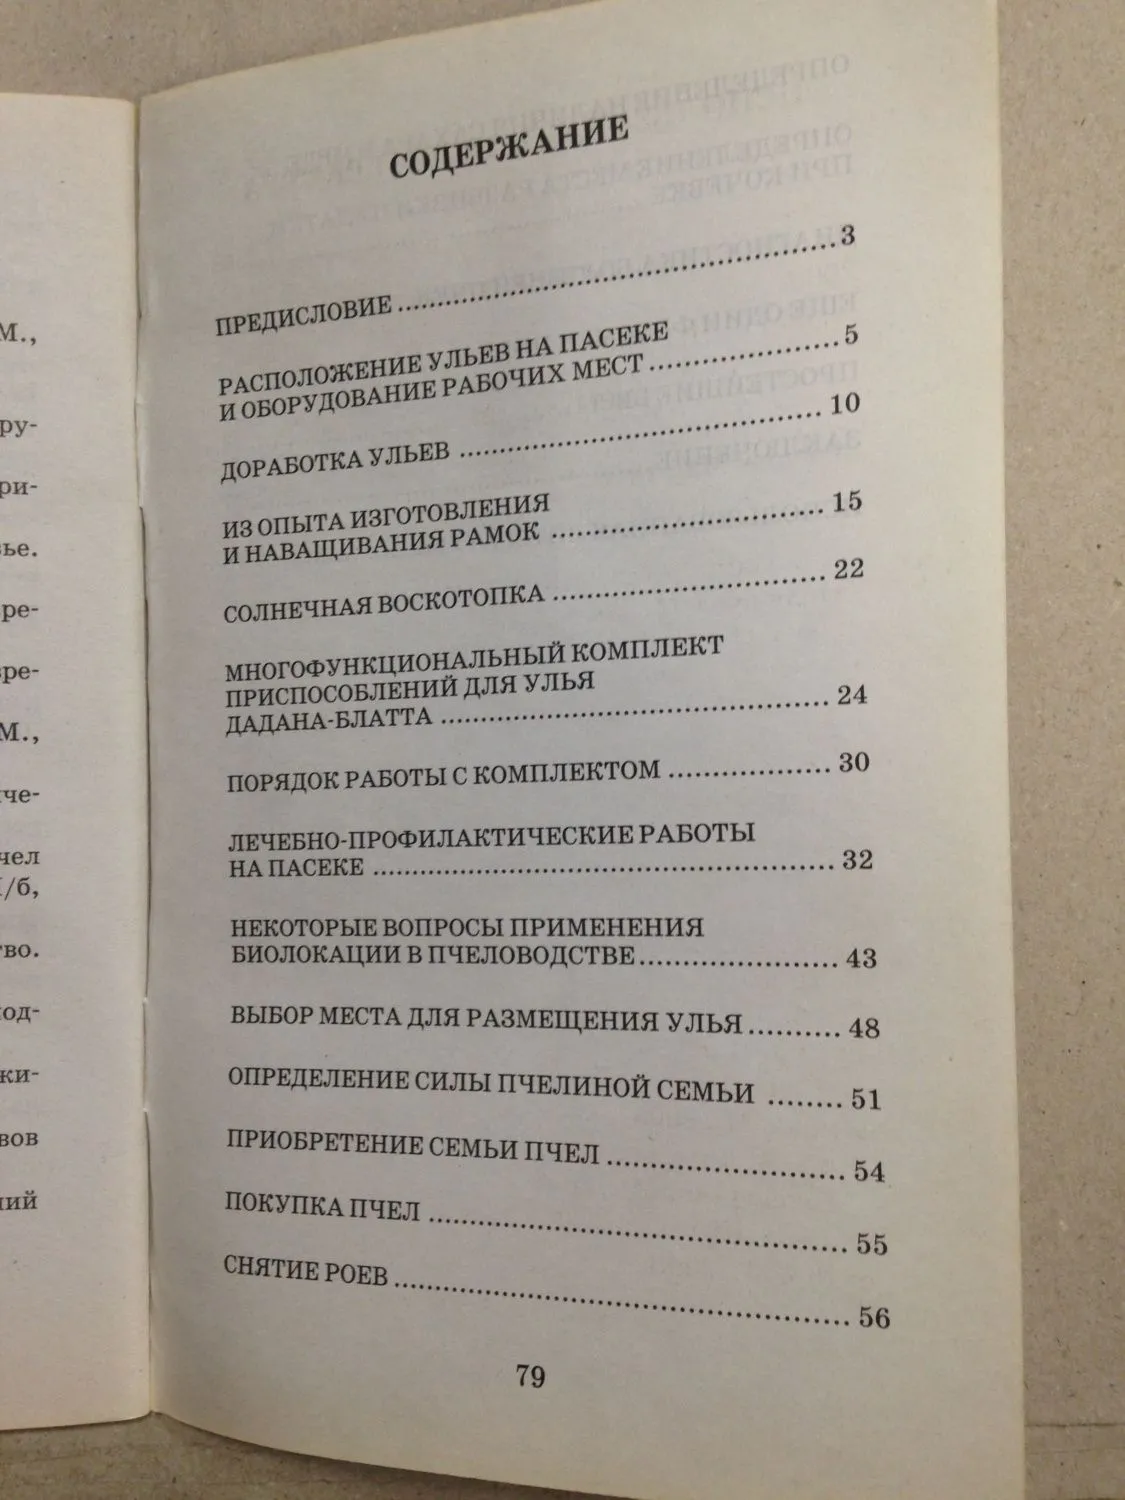 СОДЕРЖАНИЕ
ПРЕДИСЛОВИЕ ........ 3
РАСПОЛОЖЕНИЕ УЛЬЕВ НА ПАСЕКЕ
И ОБОРУДОВАНИЕ РАБОЧИХ МЕСТ ........ 5
ДОРАБОТКА УЛЬЕВ ........ 10
ИЗ ОПЫТА ИЗГОТОВЛЕНИЯ
И НАВАЩИВАНИЯ РАМОК ........ 15
СОЛНЕЧНАЯ ВОСКОТОПКА ........ 22
МНОГОФУНКЦИОНАЛЬНЫЙ КОМПЛЕКТ
ПРИСПОСОБЛЕНИЙ ДЛЯ УЛЬЯ
ДАДАНА-БЛАТТА ........ 24
ПОРЯДОК РАБОТЫ С КОМПЛЕКТОМ ........ 30
ЛЕЧЕБНО-ПРОФИЛАКТИЧЕСКИЕ РАБОТЫ
НА ПАСЕКЕ ........ 32
НЕКОТОРЫЕ ВОПРОСЫ ПРИМЕНЕНИЯ
БИОЛОКАЦИИ В ПЧЕЛОВОДСТВЕ ........ 43
ВЫБОР МЕСТА ДЛЯ РАЗМЕЩЕНИЯ УЛЬЯ ........ 48
ОПРЕДЕЛЕНИЕ СИЛЫ ПЧЕЛИНОЙ СЕМЬИ ........ 51
ПРИОБРЕТЕНИЕ СЕМЬИ ПЧЕЛ ........ 54
ПОКУПКА ПЧЕЛ ........ 55
СНЯТИЕ РОЕВ ........ 56
79